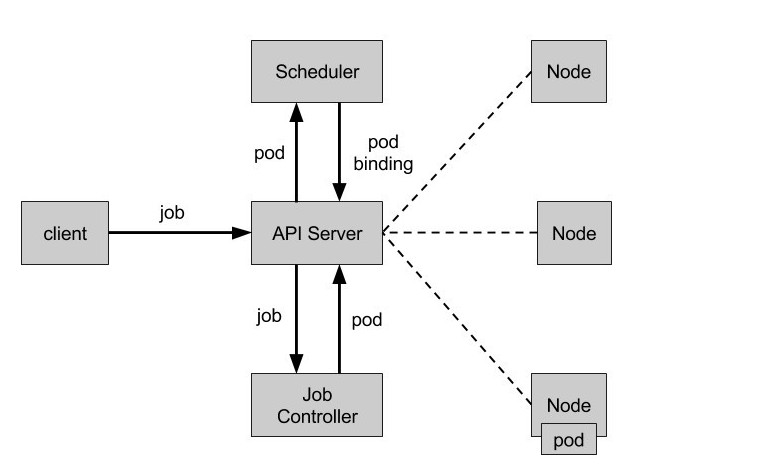 Scheduler
Node
pod
pod
binding
job
client
API Server
Node
job
pod
Job
Controller
Node
pod